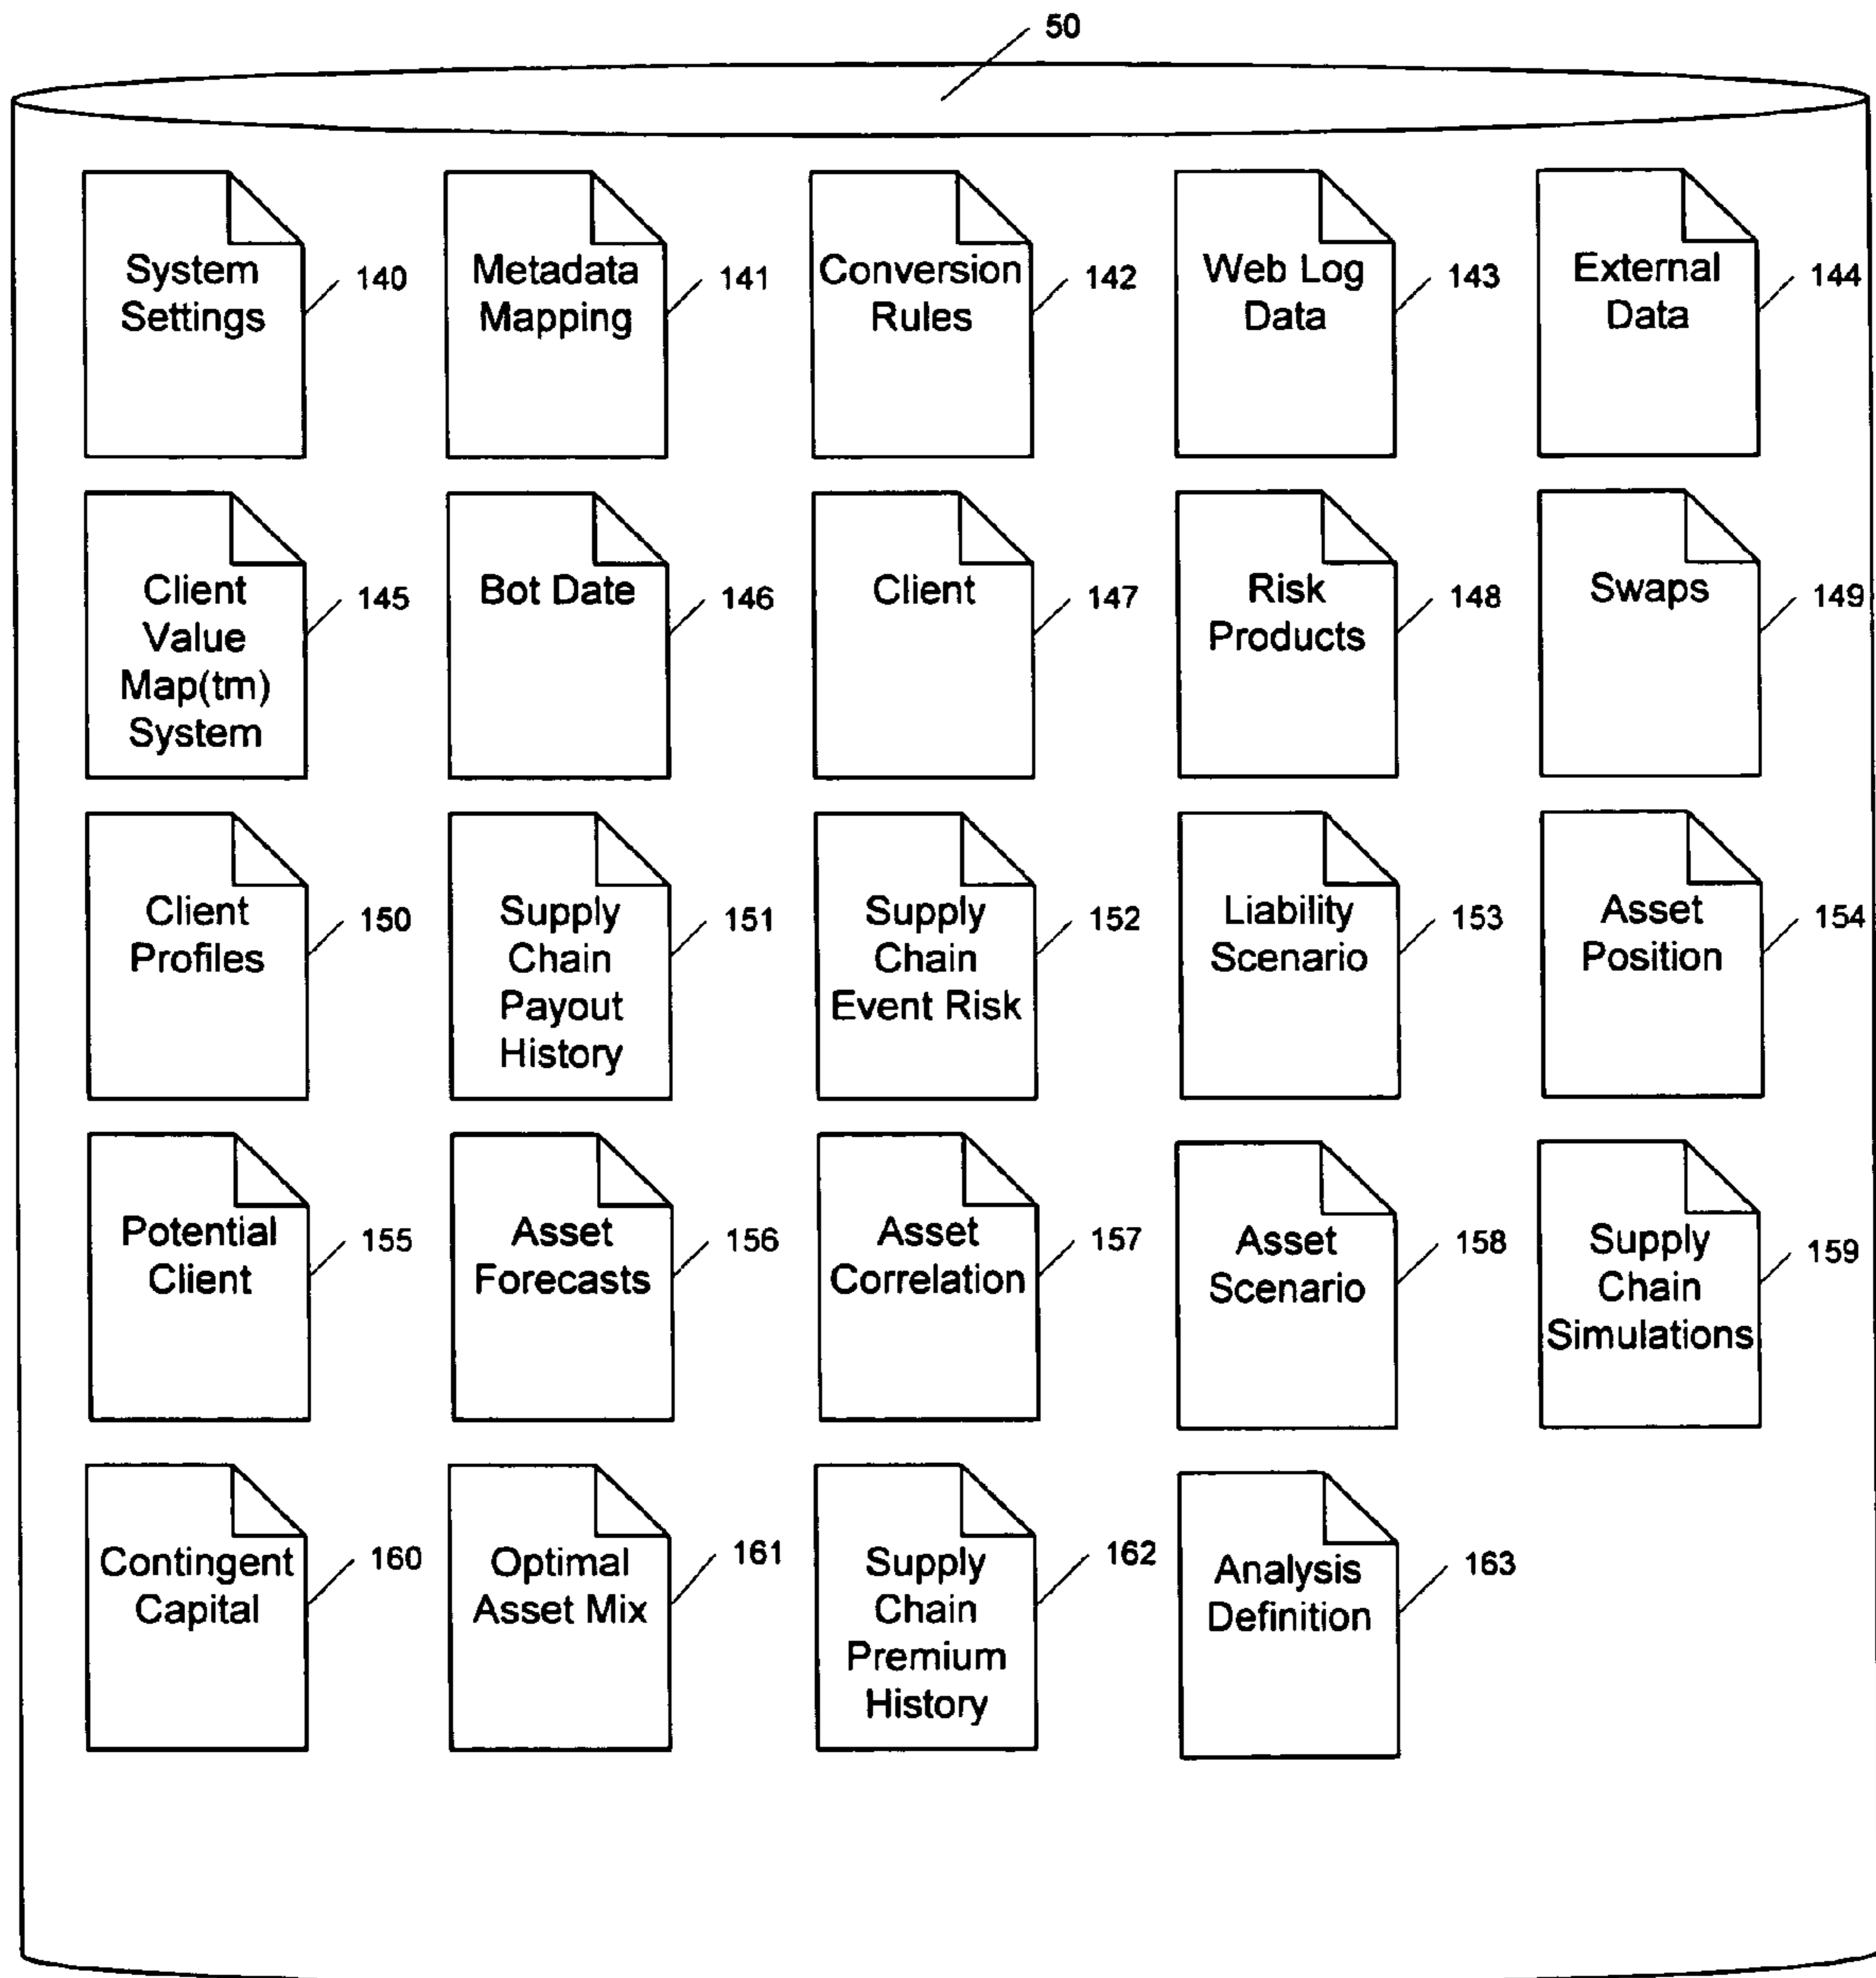 50
System
Settings
140
Metadata
Mapping
141
Conversion
Rules
142
Web Log
Data
143
External
Data
144
Client
Value
Map(tm)
System
145
Bot Date
146
Client
147
Risk
Products
148
Swaps
149
Client
Profiles
150
Supply
Chain
Payout
History
151
Supply
Chain
Event Risk
152
Liability
Scenario
153
Asset
Position
154
Potential
Client
155
Asset
Forecasts
156
Asset
Correlation
157
Asset
Scenario
158
Supply
Chain
Simulations
159
Contingent
Capital
160
Optimal
Asset Mix
161
Supply
Chain
Premium
History
162
Analysis
Definition
163